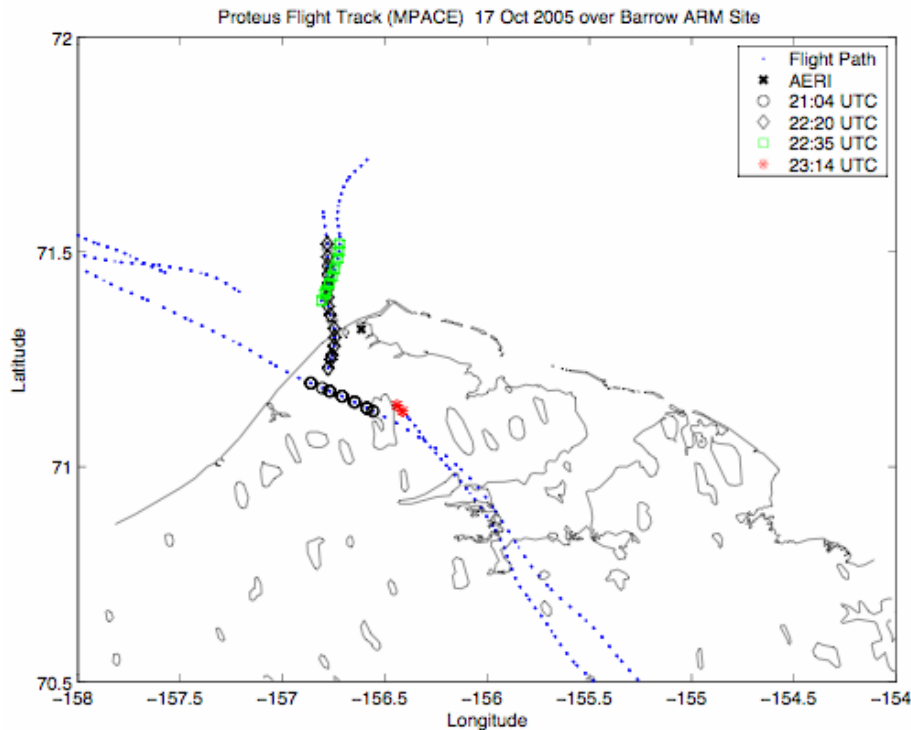 Proteus Flight Track (MPACE)  17 Oct 2005 over Barrow ARM Site
72
71.5
71
70.5
Latitude
Flight Path
AERI
21:04 UTC
22:20 UTC
22:35 UTC
23:14 UTC
−158
−157.5
−157
−156.5
−156
−155.5
−155
−154.5
−154
Longitude